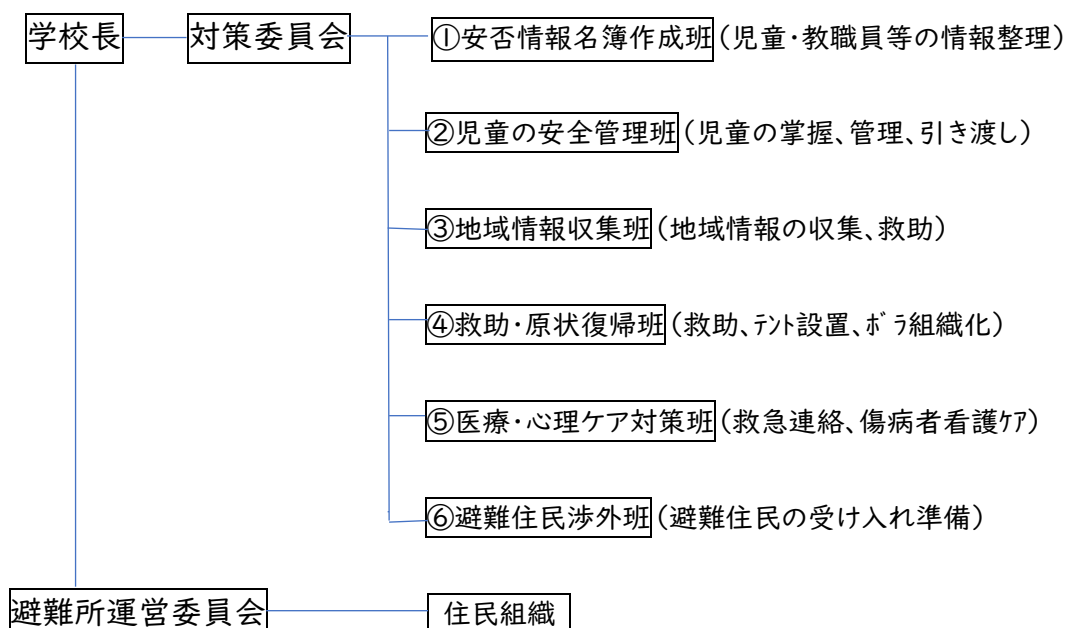 学校長 対策委員会 ①安否情報名簿作成班(児童・教職員等の情報整理)
②児童の安全管理班(児童の掌握、管理、引き渡し)
③地域情報収集班(地域情報の収集、救助)
④救助・原状復帰班(救助、ﾃﾝﾄ設置、ﾎﾞﾗ組織化)
⑤医療・心理ケア対策班(救急連絡、傷病者看護ｹｱ)
⑥避難住民渉外班(避難住民の受け入れ準備)
避難所運営委員会 住民組織